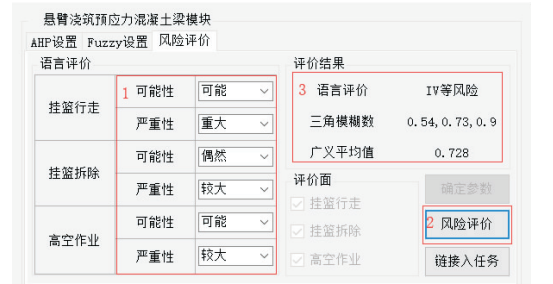 悬臂浇筑预应力混凝土梁模块
AHP设置 Fuzzy设置 风险评价
语言评价
挂篮行走
1 可能性 可能
严重性 重大
挂篮拆除
可能性 偶然
严重性 较大
高空作业
可能性 可能
严重性 较大
评价结果
3 语言评价 IV等风险
三角模糊数 0.54, 0.73, 0.9
广义平均值 0.728
评价面
挂篮行走
挂篮拆除
高空作业
确定参数
2 风险评价
链接入任务